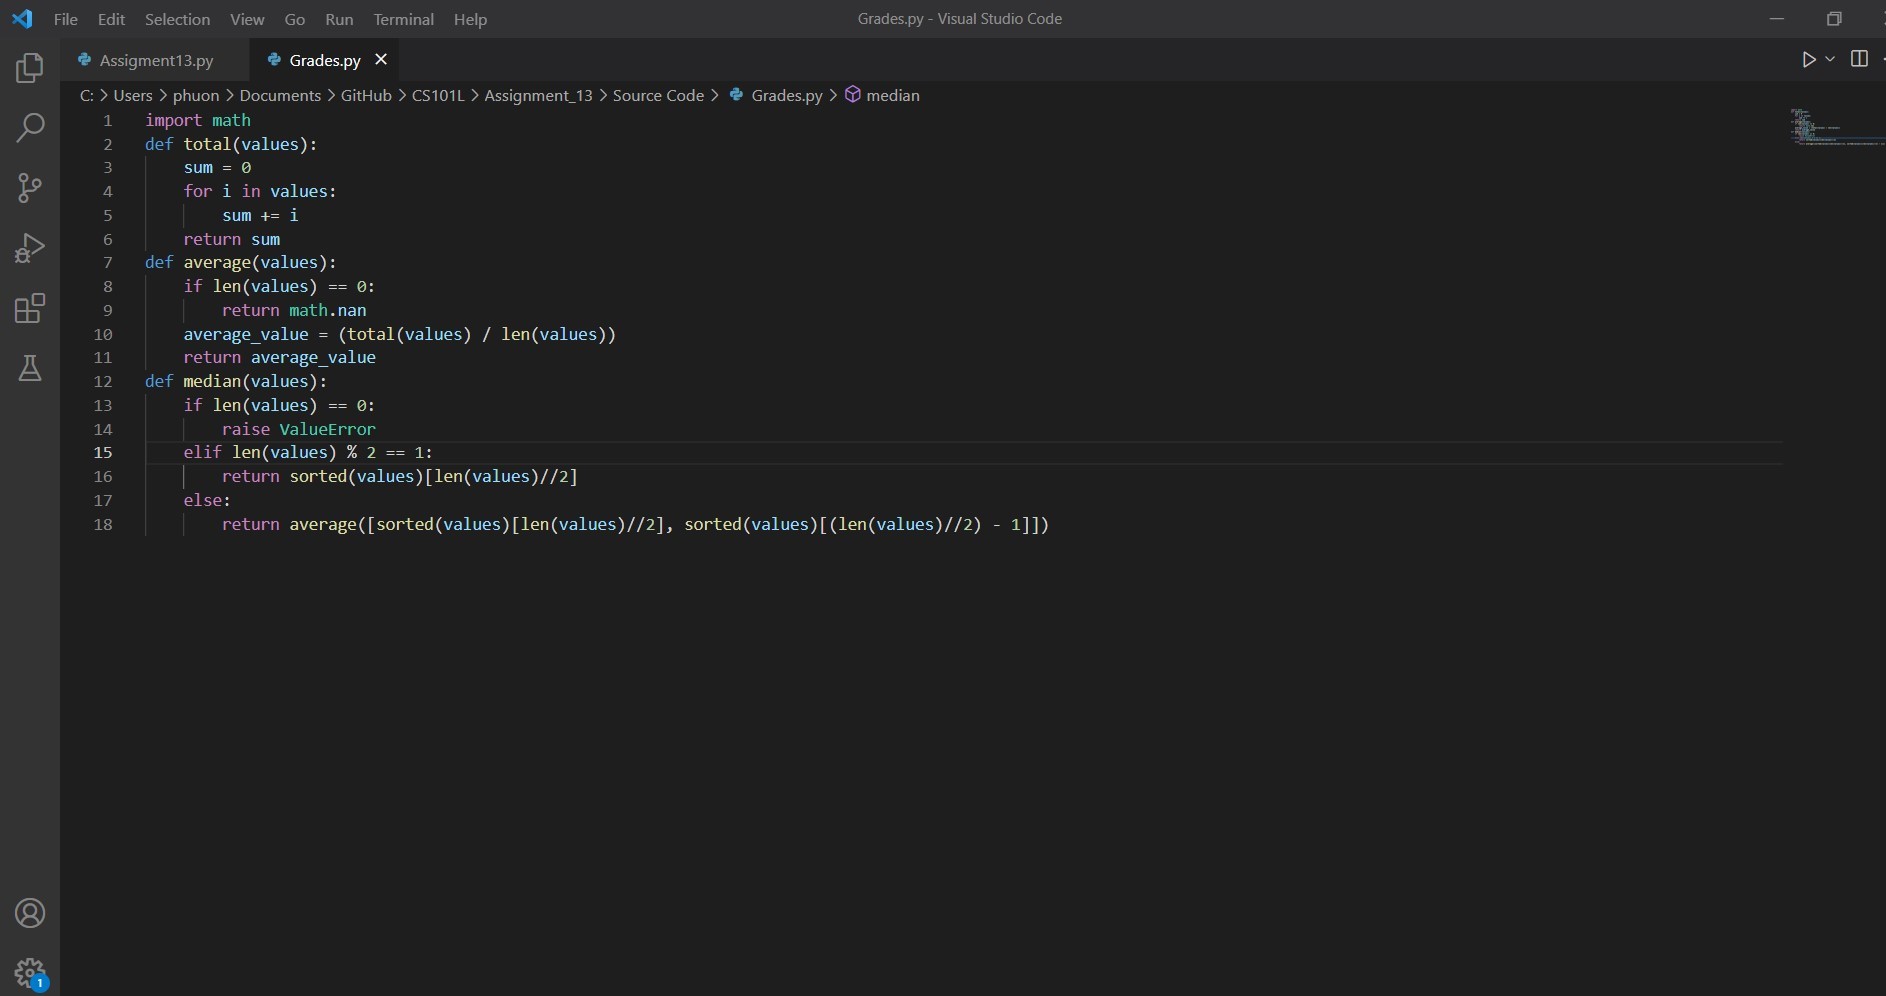 File Edit Selection View Go Run Terminal Help Grades.py - Visual Studio Code
Assigment13.py Grades.py
C: > Users > phuon > Documents > GitHub > CS101L > Assignment_13 > Source Code > Grades.py > median
1 import math
2 def total(values):
3     sum = 0
4     for i in values:
5         sum += i
6     return sum
7 def average(values):
8     if len(values) == 0:
9         return math.nan
10     average_value = (total(values) / len(values))
11     return average_value
12 def median(values):
13     if len(values) == 0:
14         raise ValueError
15     elif len(values) % 2 == 1:
16         return sorted(values)[len(values)//2]
17     else:
18         return average([sorted(values)[len(values)//2], sorted(values)[(len(values)//2) - 1]])
1